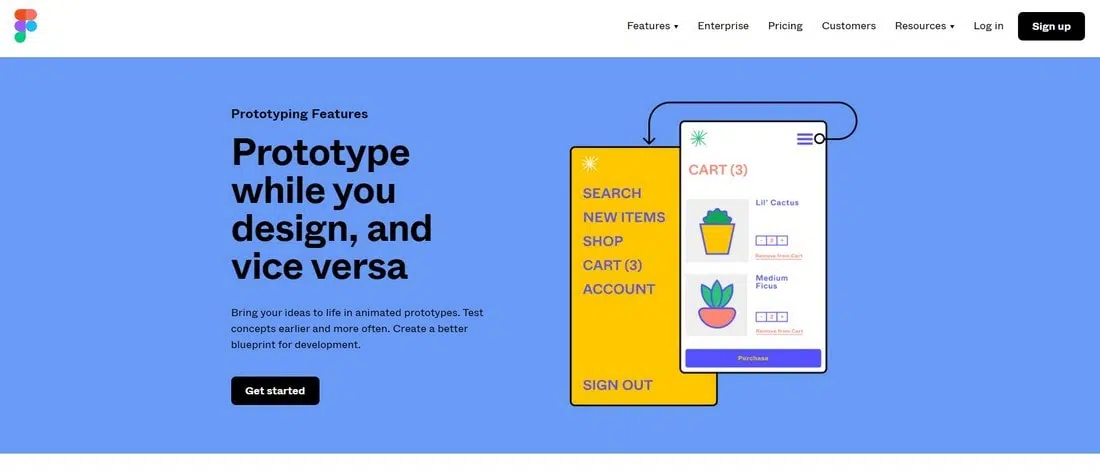 Features ▾ Enterprise Pricing Customers Resources ▾ Log in Sign up
Prototyping Features
Prototype
while you
design, and
vice versa
Bring your ideas to life in animated prototypes. Test
concepts earlier and more often. Create a better
blueprint for development.
Get started
SEARCH
NEW ITEMS
SHOP
CART (3)
ACCOUNT
SIGN OUT
CART (3)
Lil' Cactus
Remove from Cart
Medium
Ficus
Remove from Cart
Purchase